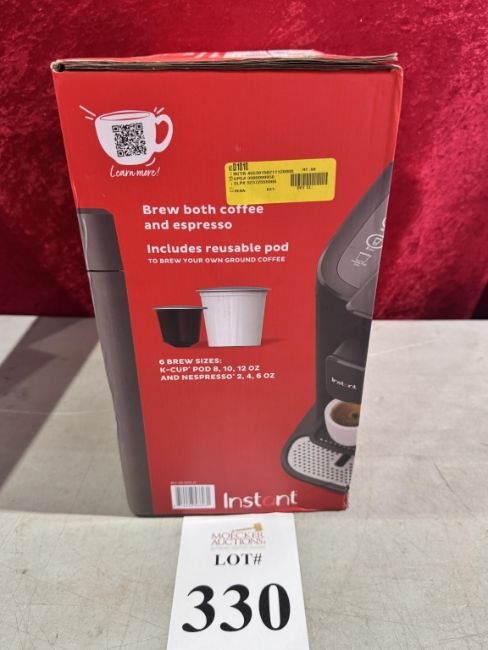 Learn more!
Brew both coffee
and espresso
Includes reusable pod
TO BREW YOUR OWN GROUND COFFEE
6 BREW SIZES:
K-CUP® POD 8, 10, 12 OZ
AND NESPRESSO® 2, 4, 6 OZ
Instant
Instant
MOECKER
AUCTIONS
LOT#
330